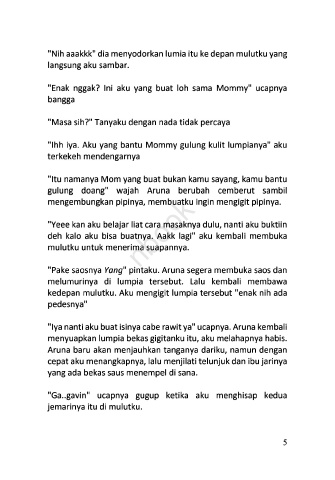 "Nih aaakkk" dia menyodorkan lumia itu ke depan mulutku yang
langsung aku sambar.
"Enak nggak? Ini aku yang buat loh sama Mommy" ucapnya
bangga
"Masa sih?" Tanyaku dengan nada tidak percaya
"Ihh iya. Aku yang bantu Mommy gulung kulit lumpianya" aku
terkekeh mendengarnya
"Itu namanya Mom yang buat bukan kamu sayang, kamu bantu
gulung doang" wajah Aruna berubah cemberut sambil
mengembungkan pipinya, membuatku ingin mengigit pipinya.
"Yeee kan aku belajar liat cara masaknya dulu, nanti aku buktiin
deh kalo aku bisa buatnya. Aakk lagi" aku kembali membuka
mulutku untuk menerima suapannya.
"Pake saosnya Yang" pintaku. Aruna segera membuka saos dan
melumurinya di lumpia tersebut. Lalu kembali membawa
kedepan mulutku. Aku mengigit lumpia tersebut "enak nih ada
pedesnya"
"Iya nanti aku buat isinya cabe rawit ya" ucapnya. Aruna kembali
menyuapkan lumpia bekas gigitanku itu, aku melahapnya habis.
Aruna baru akan menjauhkan tanganya dariku, namun dengan
cepat aku menangkapnya, lalu menjilati telunjuk dan ibu jarinya
yang ada bekas saus menempel di sana.
"Ga..gavin" ucapnya gugup ketika aku menghisap kedua
jemarinya itu di mulutku.
5